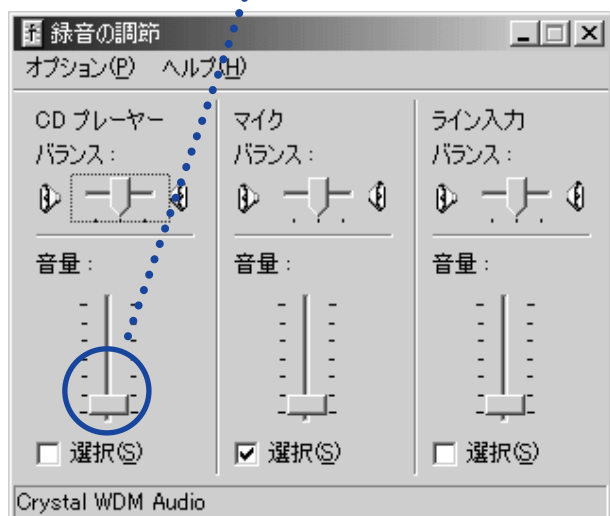 録音の調節
オプション(P) ヘルプ(H)
CD プレーヤー
バランス:
音量:
選択(S)
マイク
バランス:
音量:
選択(S)
ライン入力
バランス:
音量:
選択(S)
Crystal WDM Audio